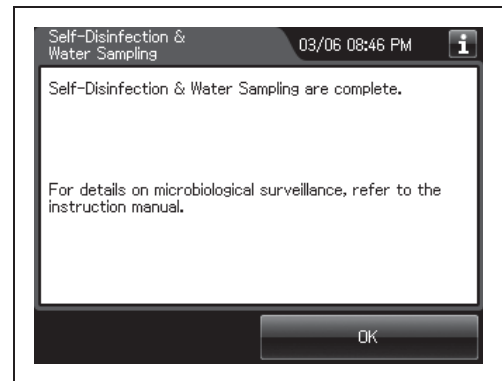 Self-Disinfection &
Water Sampling
03/06 08:46 PM
i
Self-Disinfection & Water Sampling are complete.
For details on microbiological surveillance, refer to the
instruction manual.
OK